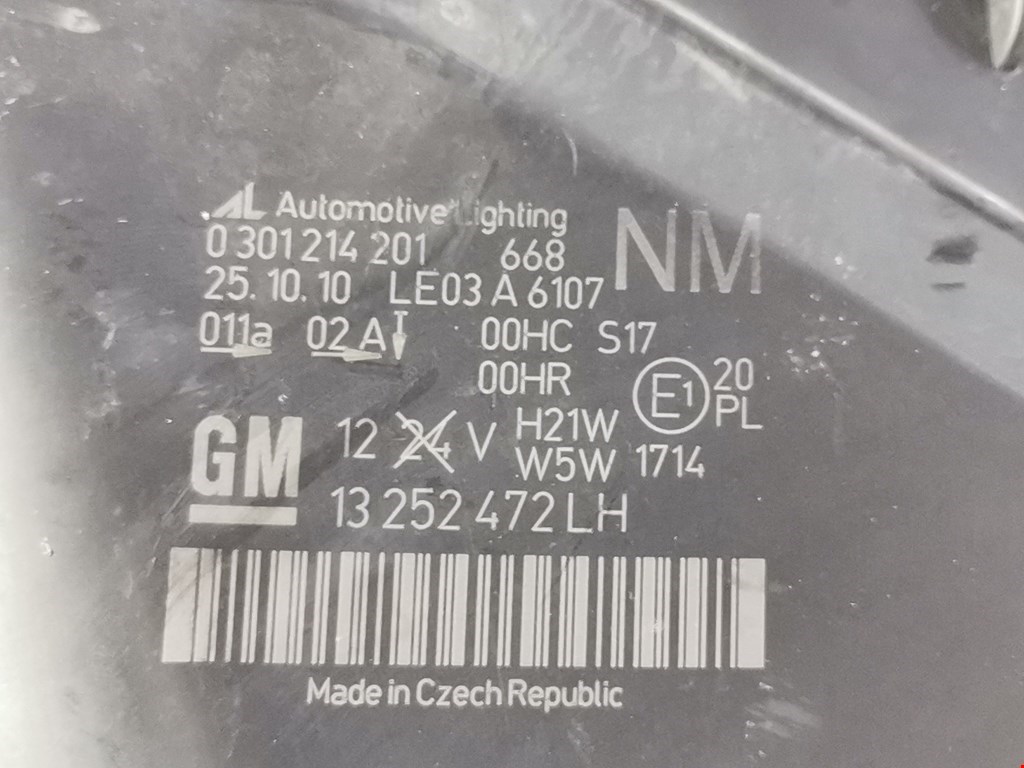 AL Automotive Lighting
0 301 214 201 668 NM
25.10.10 LE03 A 6107
011a 02 A 00HC S17
00HR E1 20
PL
12 24 V H21W
W5W 1714
GM
13 252 472 LH
Made in Czech Republic